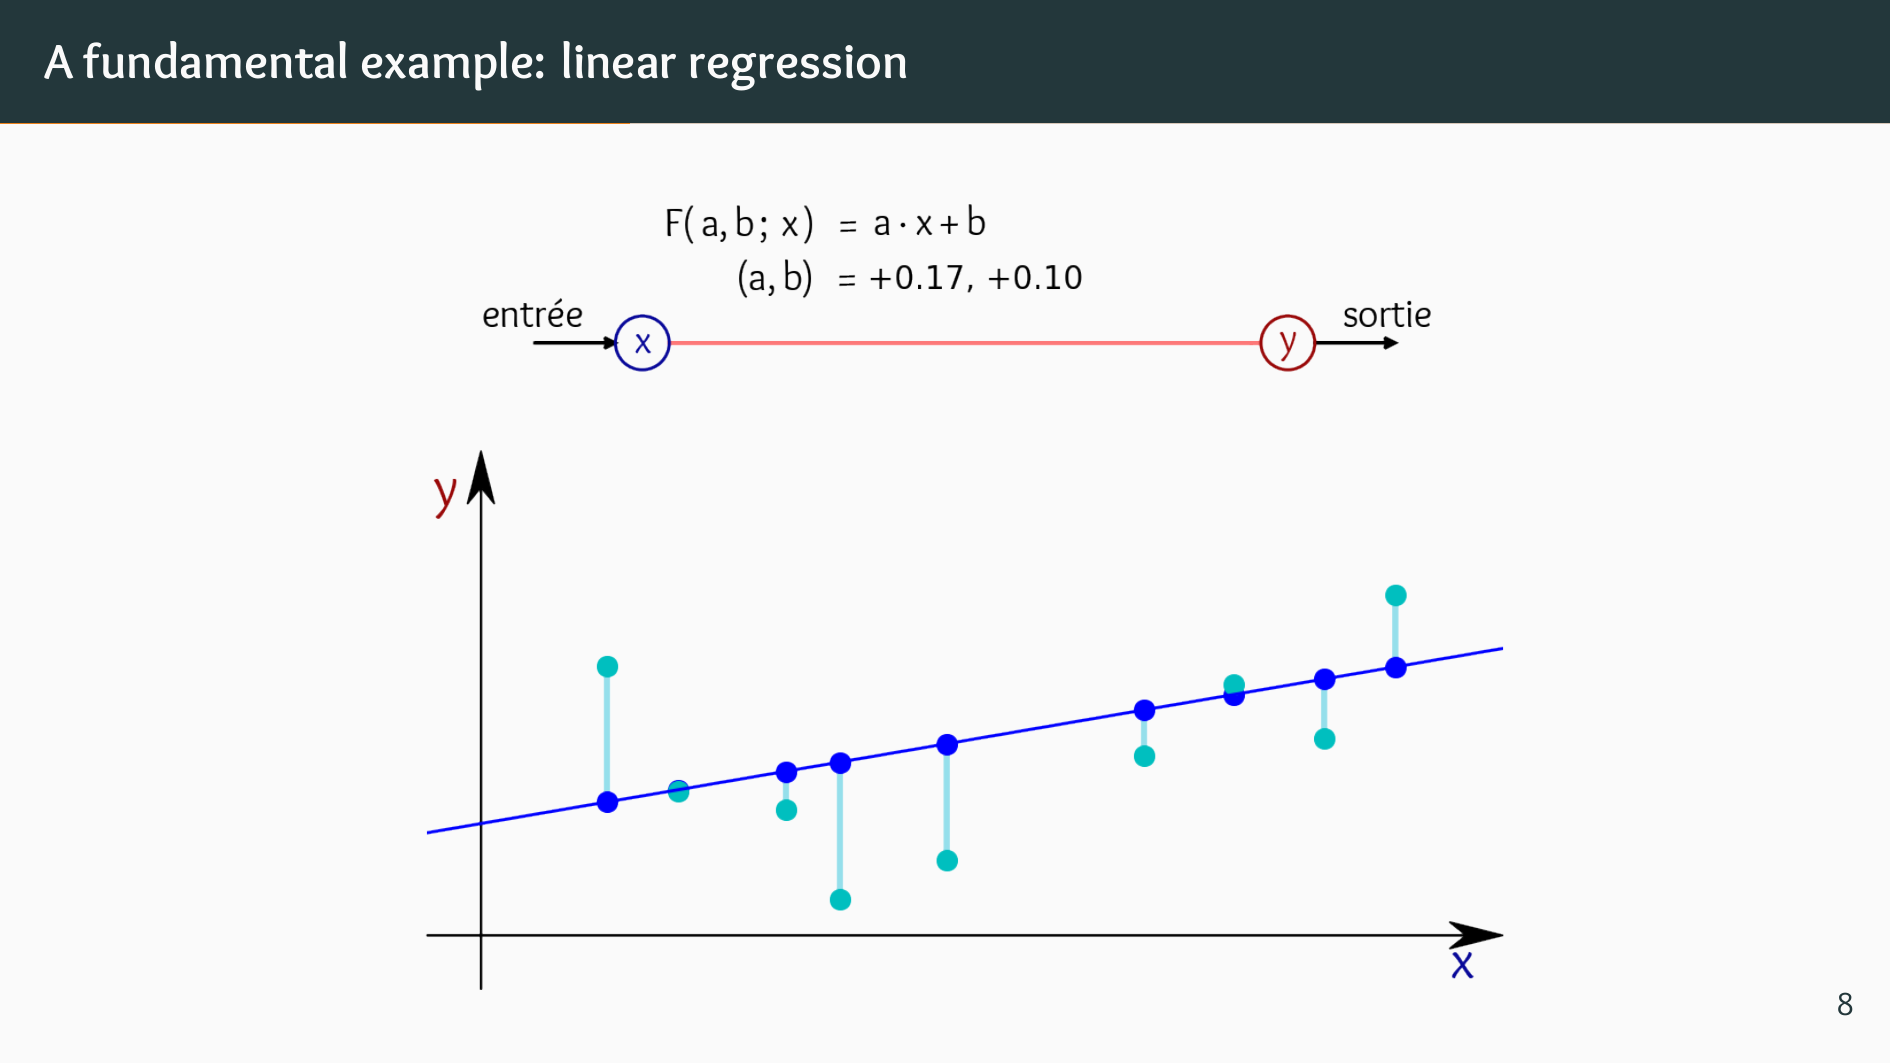 A fundamental example: linear regression
F( a, b ; x ) = a · x + b
(a, b) = +0.17, +0.10
entrée
sortie
x
y
y
x
8